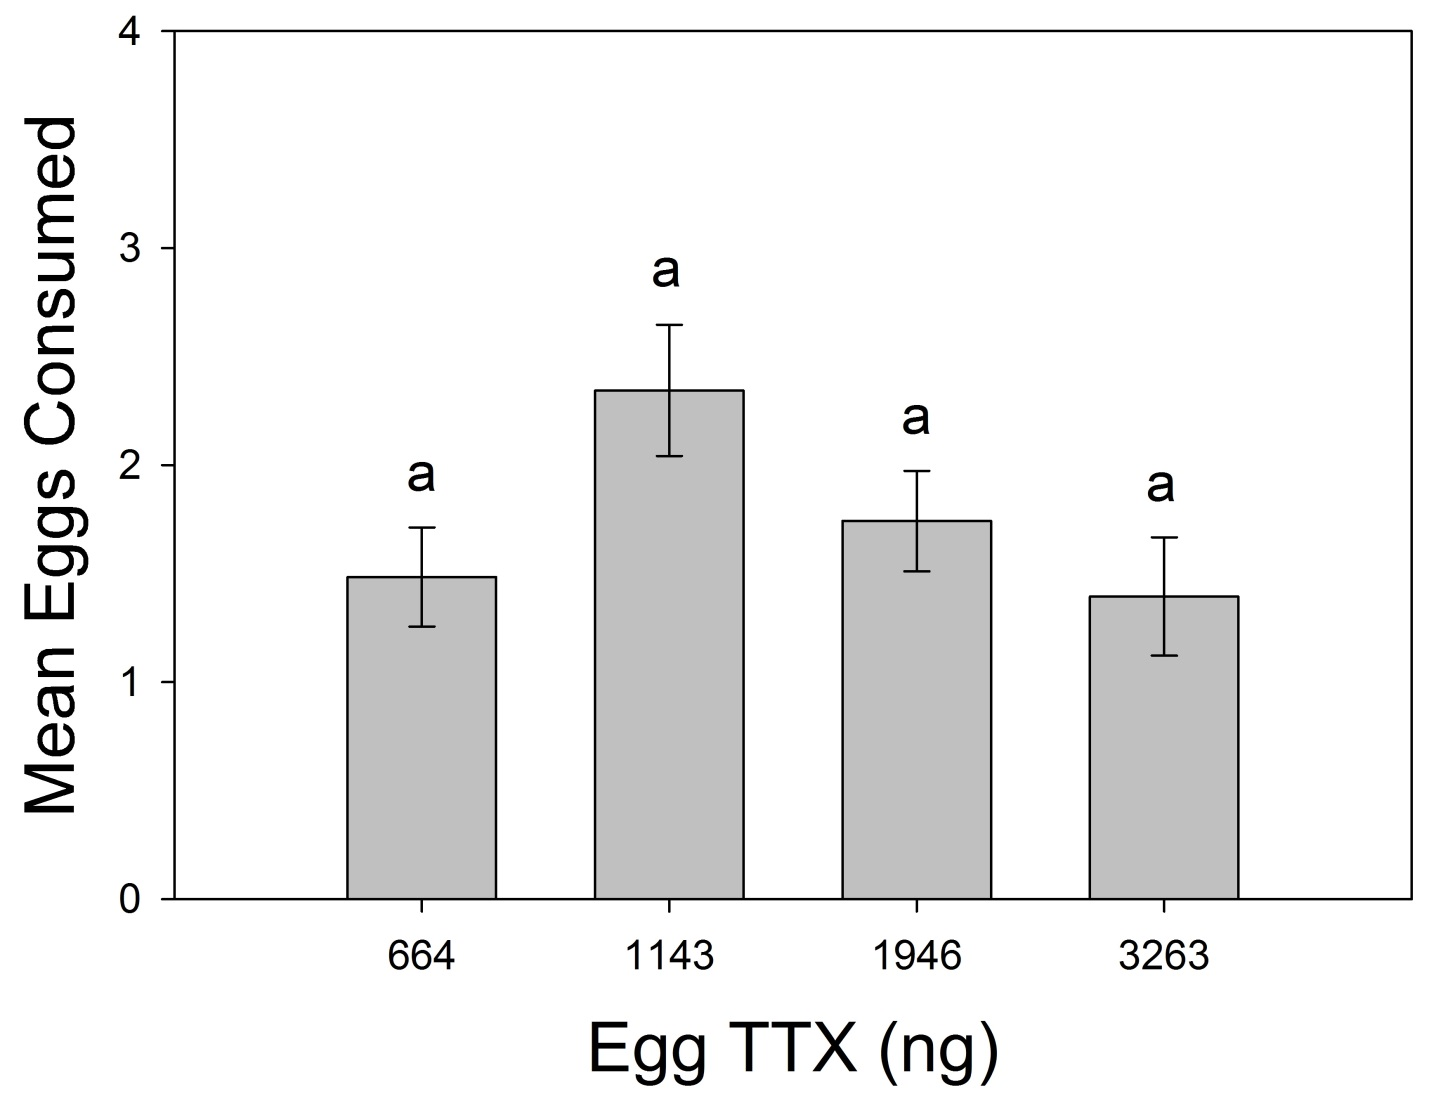 Mean Eggs Consumed
4
3
2
1
0
a
a
a
a
664 1143 1946 3263
Egg TTX (ng)